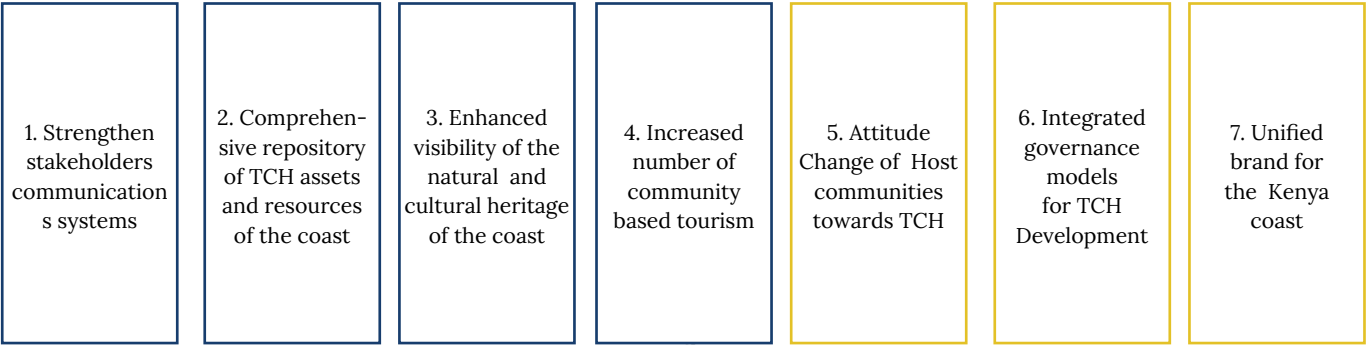 1. Strengthen
stakeholders
communication
s systems
2. Comprehen-
sive repository
of TCH assets
and resources
of the coast
3. Enhanced
visibility of the
natural  and
cultural heritage
of the coast
4. Increased
number of
community
based tourism
5. Attitude
Change of  Host
communities
towards TCH
6. Integrated
governance
models
for TCH
Development
7. Unified
brand for
the  Kenya
coast